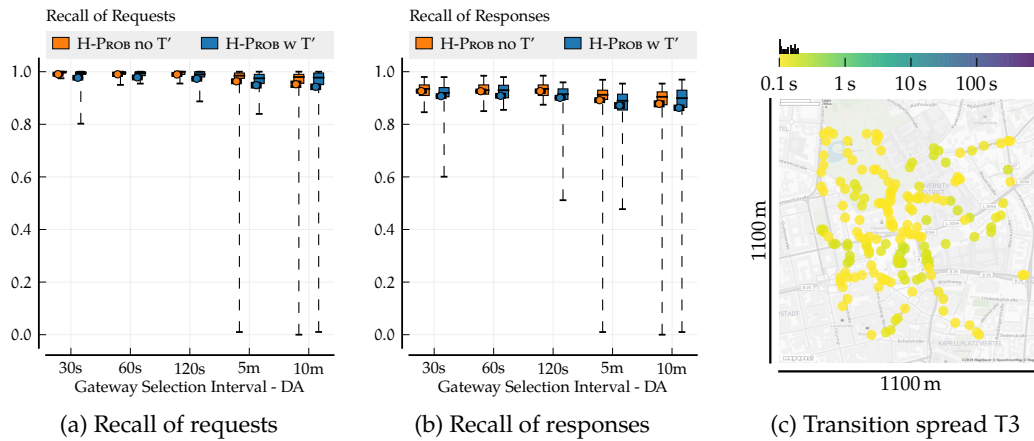 Recall of Requests
H-PROB no T' H-PROB w T'
1.0
0.8
0.6
0.4
0.2
0.0
30s 60s 120s 5m 10m
Gateway Selection Interval - DA
(a) Recall of requests
Recall of Responses
H-PROB no T' H-PROB w T'
1.0
0.8
0.6
0.4
0.2
0.0
30s 60s 120s 5m 10m
Gateway Selection Interval - DA
(b) Recall of responses
0.1 s 1 s 10 s 100 s
1100 m
KAPELLPLATZVIERTEL
1100 m
(c) Transition spread T3